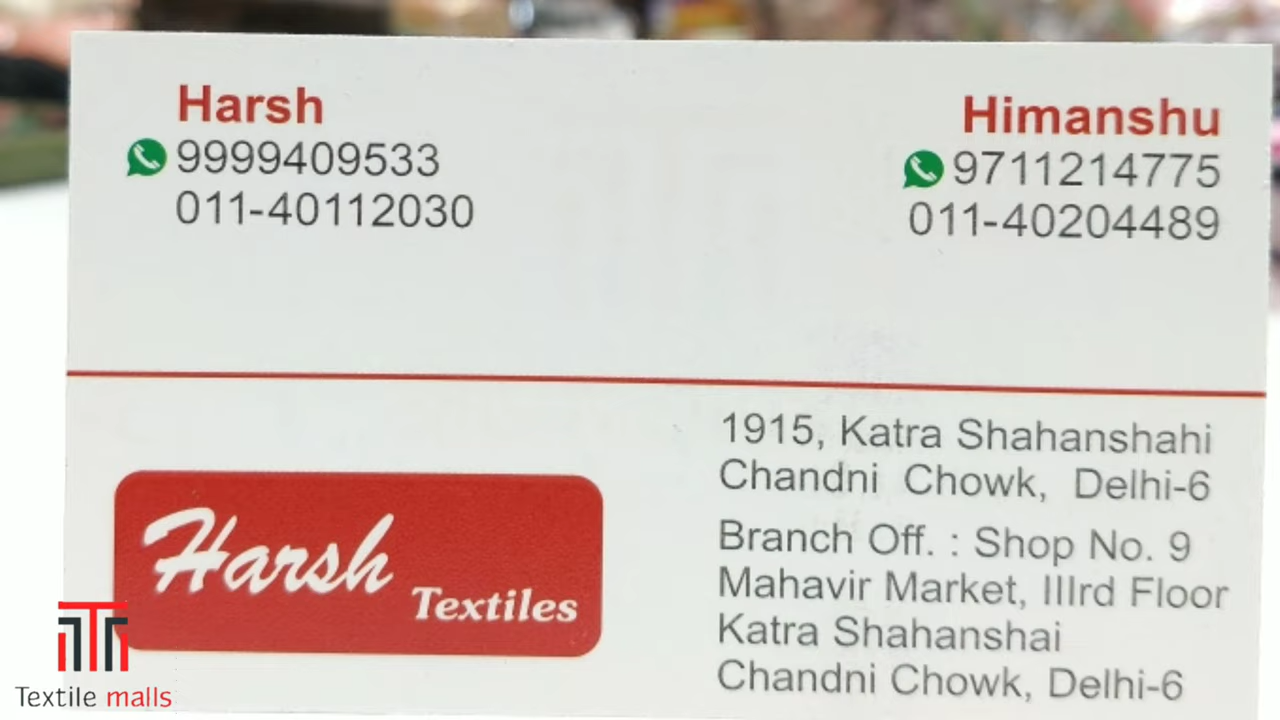 Harsh
9999409533
011-40112030
Himanshu
9711214775
011-40204489
Harsh
Textiles
1915, Katra Shahanshahi
Chandni Chowk, Delhi-6
Branch Off. : Shop No. 9
Mahavir Market, IIIrd Floor
Katra Shahanshai
Chandni Chowk, Delhi-6
Textile malls